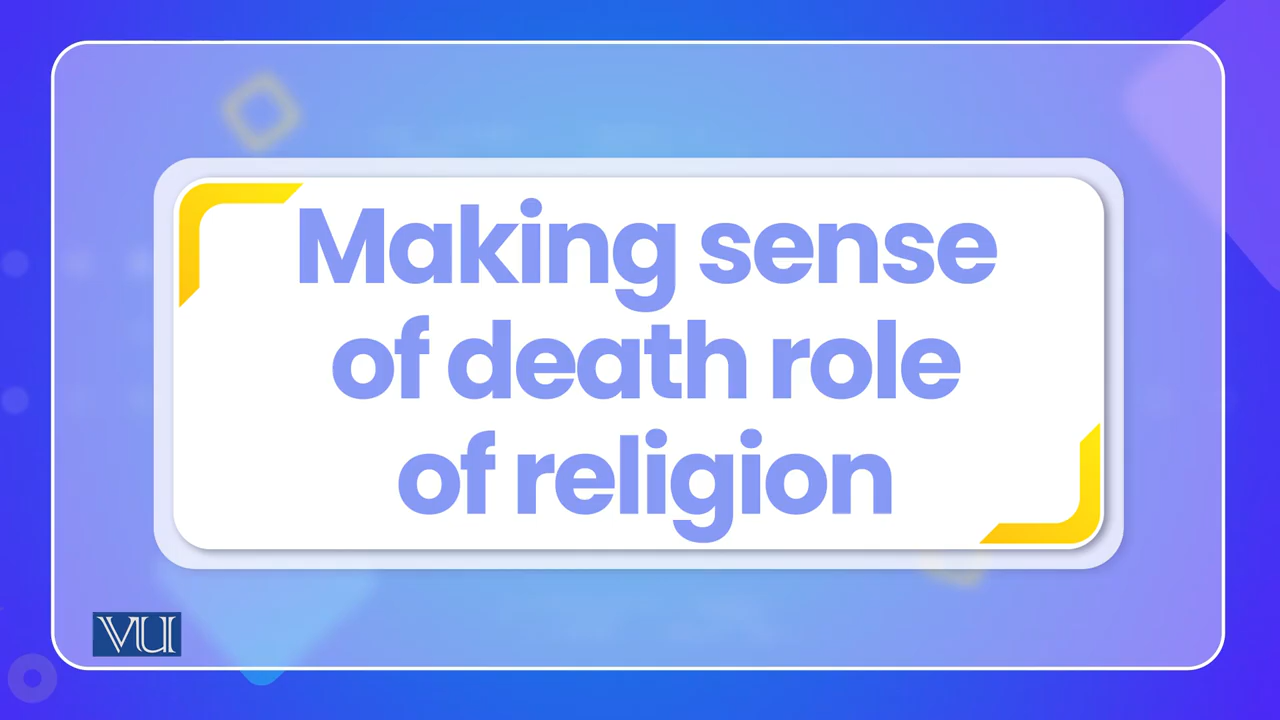 Making sense
of death role
of religion
VU